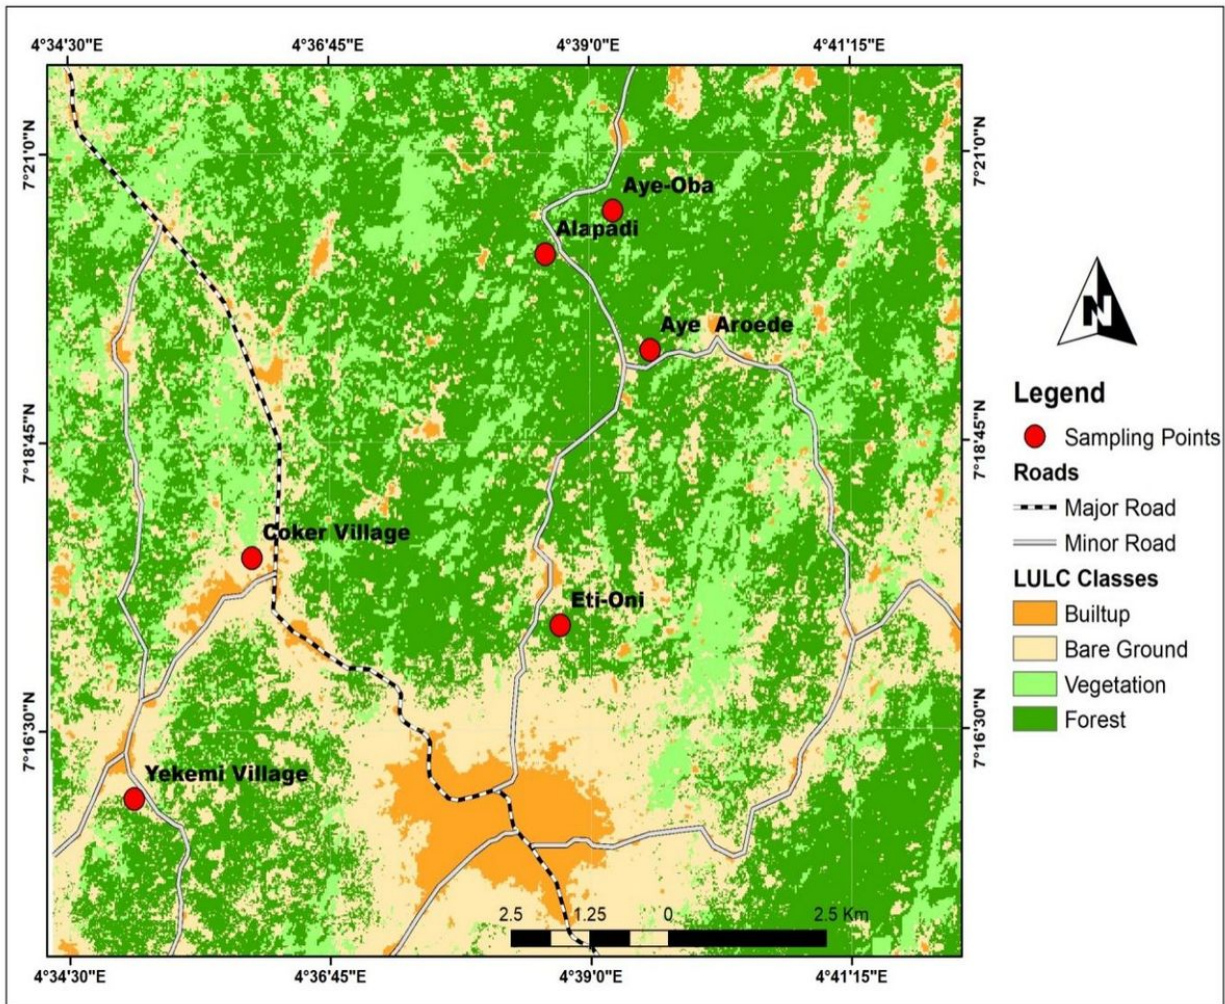 4°34'30"E 4°36'45"E 4°39'0"E 4°41'15"E
7°21'0"N 7°21'0"N
Aye-Oba
Alapadi
Aye Aroede
7°18'45"N 7°18'45"N
Coker Village
Eti-Oni
7°16'30"N 7°16'30"N
Yekemi Village
2.5 1.25 0 2.5 Km
4°34'30"E 4°36'45"E 4°39'0"E 4°41'15"E
N
Legend
Sampling Points
Roads
Major Road
Minor Road
LULC Classes
Builtup
Bare Ground
Vegetation
Forest